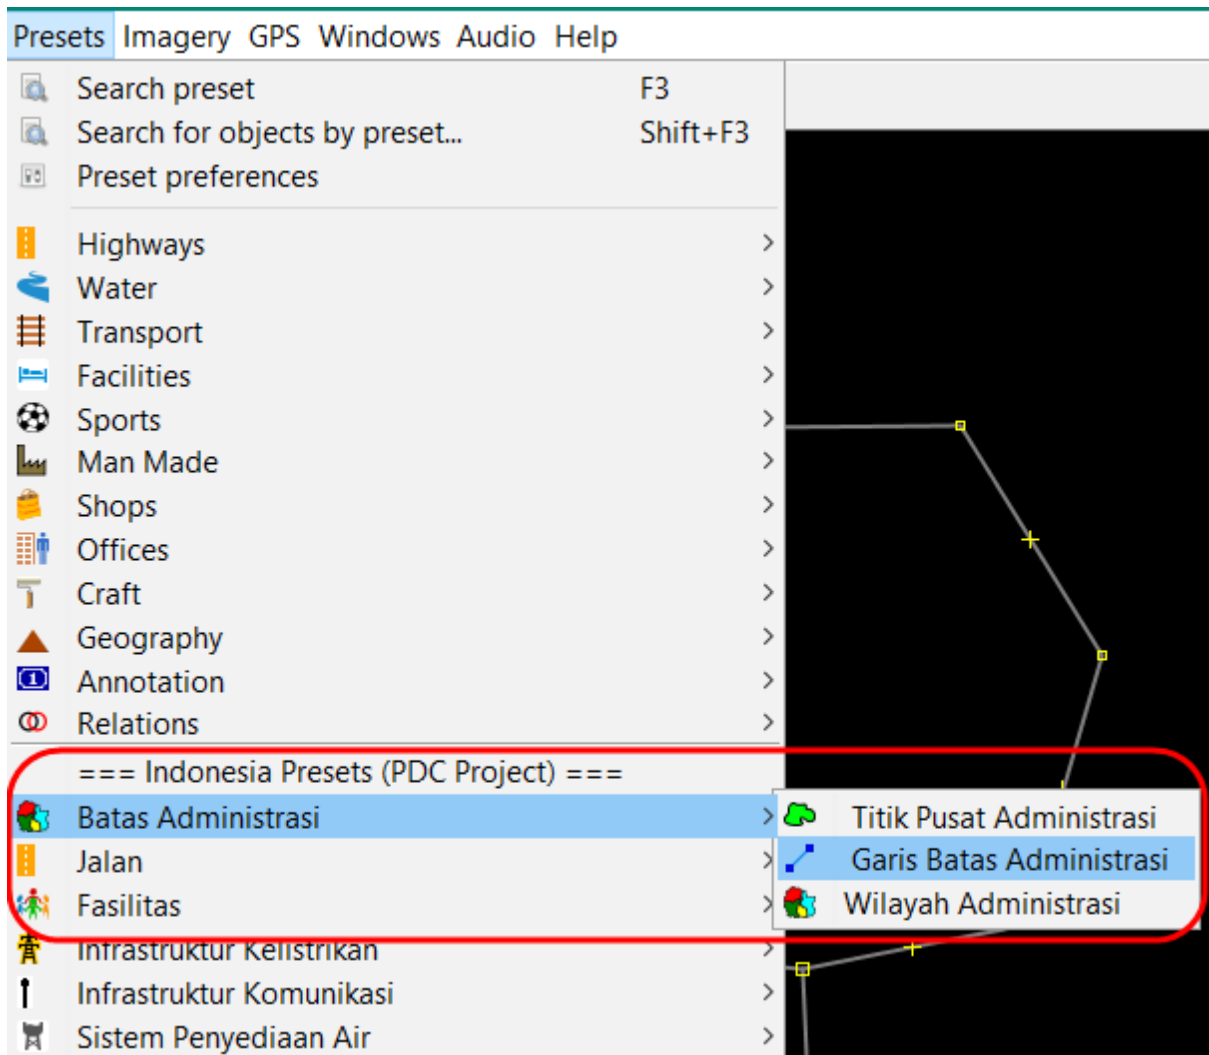 Presets Imagery GPS Windows Audio Help
Search preset F3
Search for objects by preset... Shift+F3
Preset preferences
Highways
Water
Transport
Facilities
Sports
Man Made
Shops
Offices
Craft
Geography
Annotation
Relations
=== Indonesia Presets (PDC Project) ===
Batas Administrasi
Titik Pusat Administrasi
Jalan
Garis Batas Administrasi
Fasilitas
Wilayah Administrasi
Infrastruktur Kelistrikan
Infrastruktur Komunikasi
Sistem Penyediaan Air